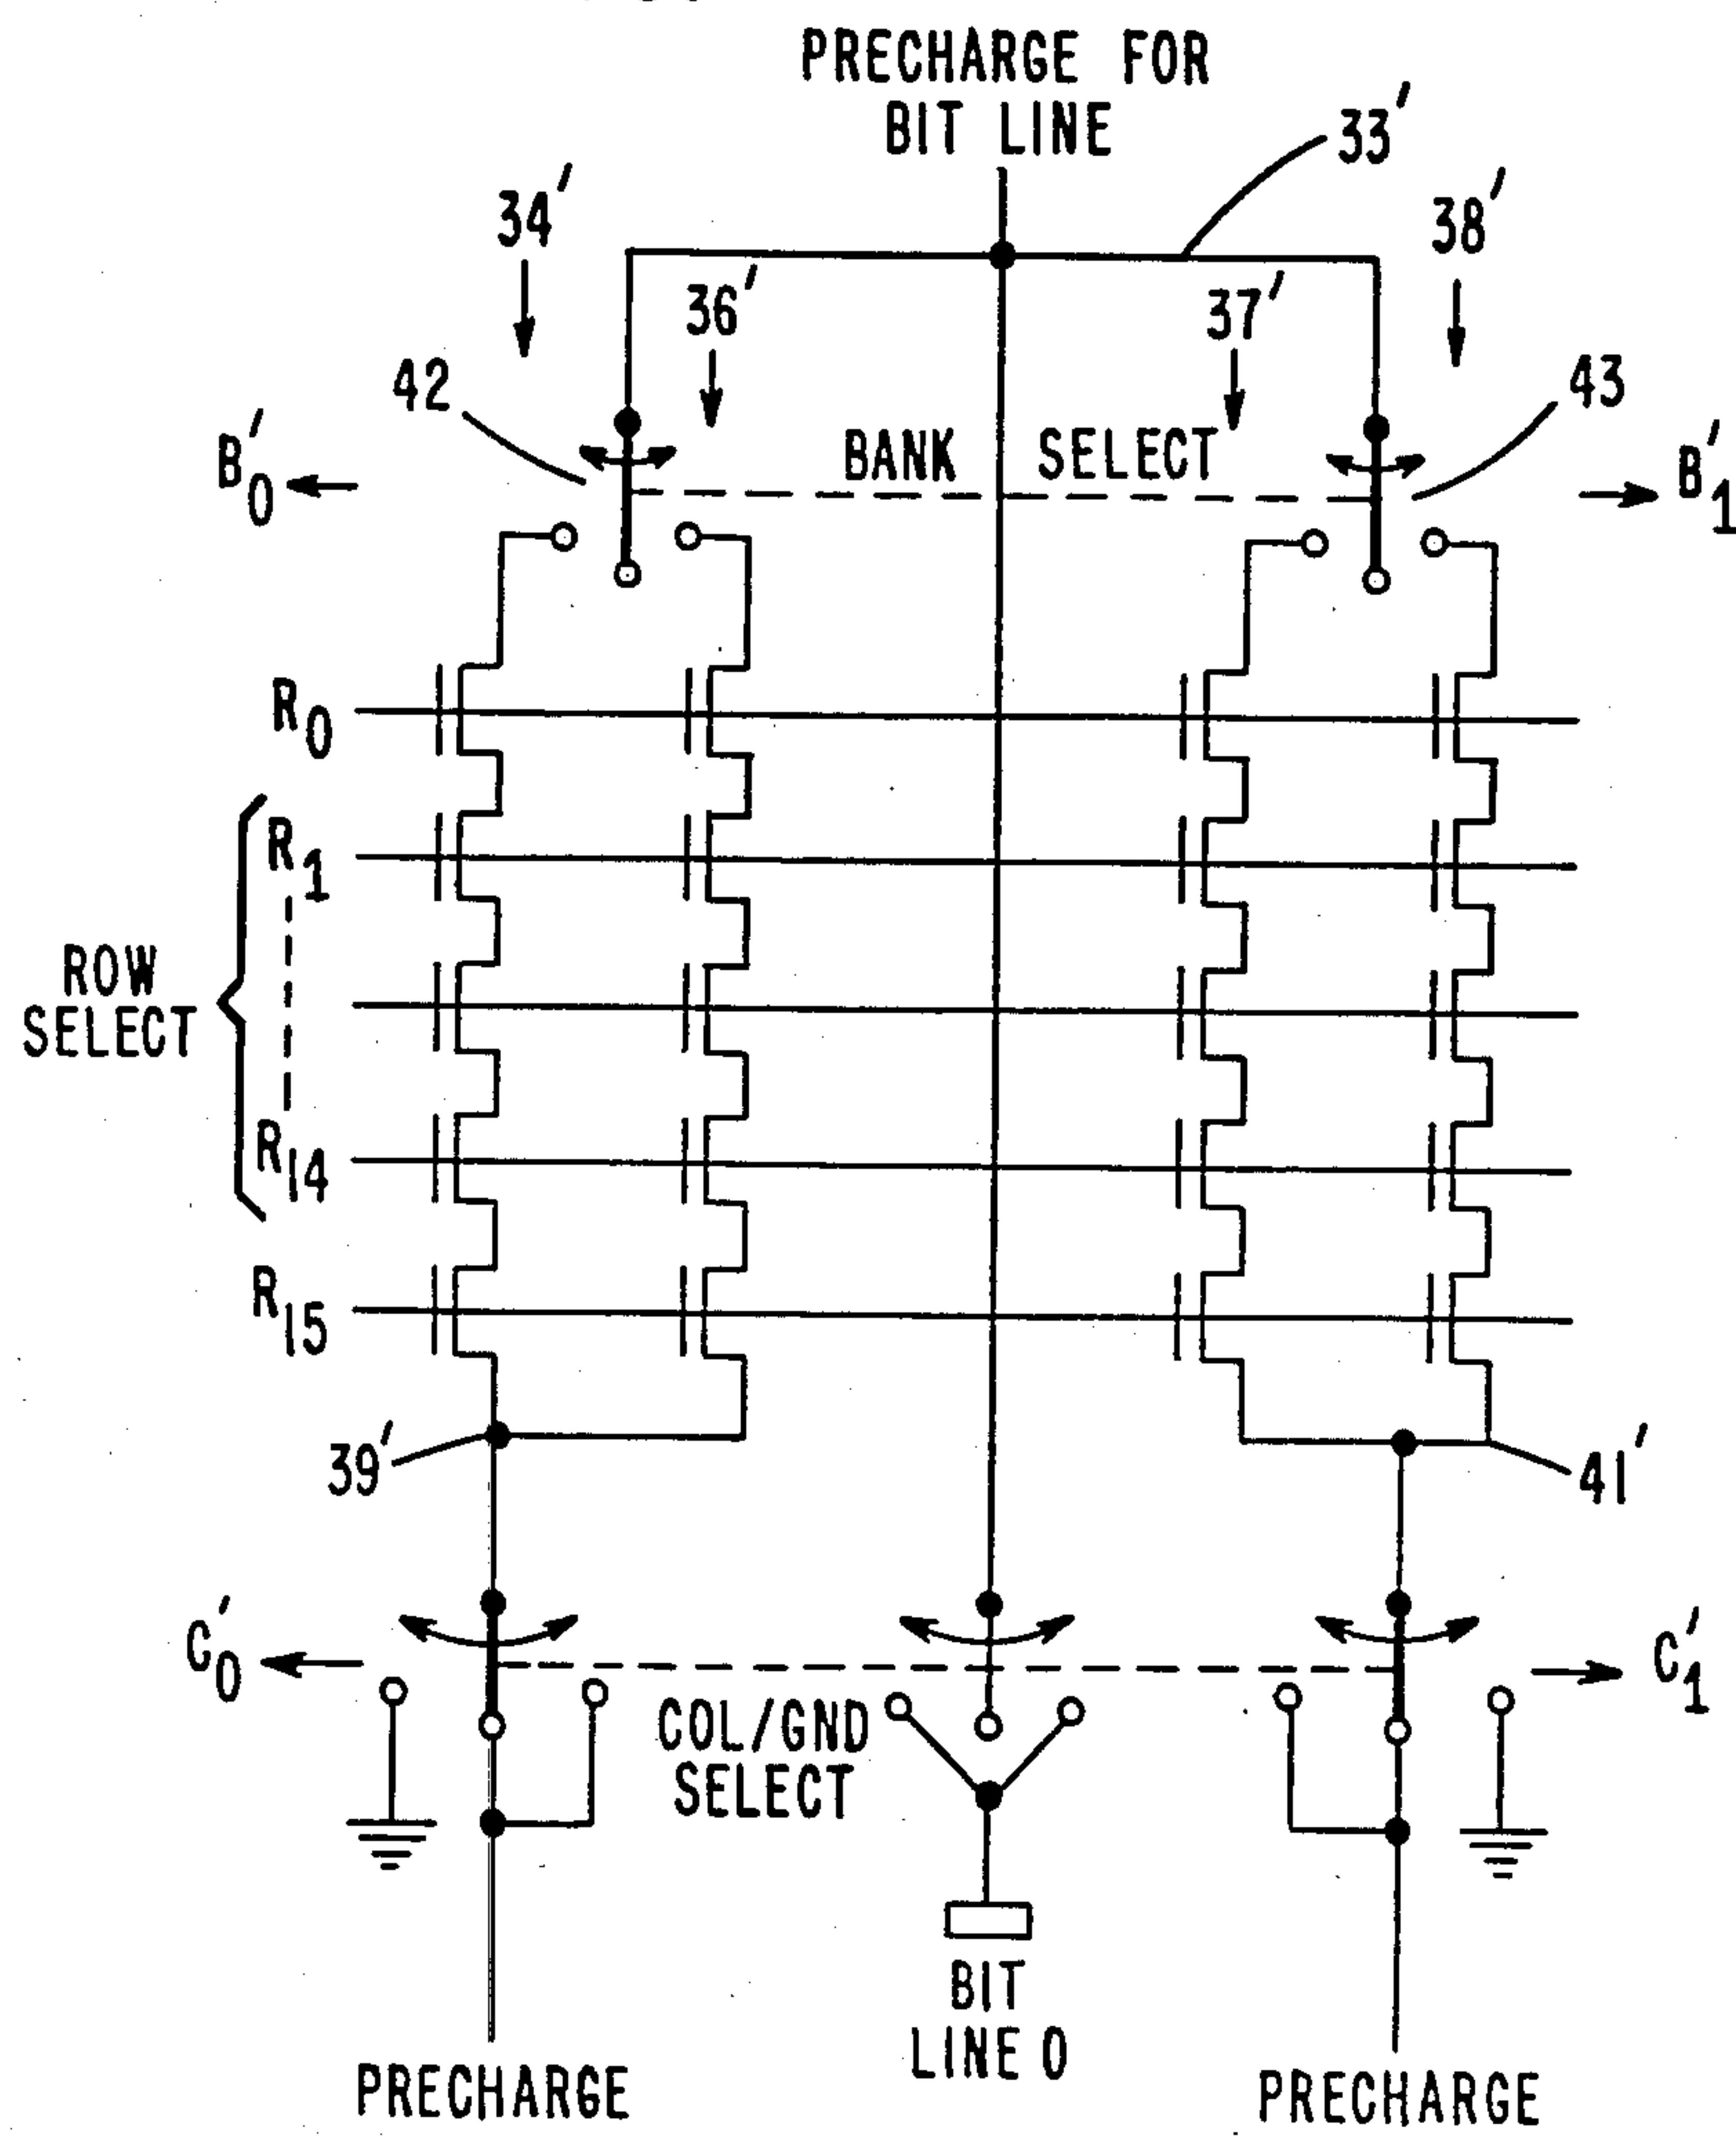 PRECHARGE FOR
BIT LINE
33'
34'
38'
36'
37'
42
43
B'0
BANK SELECT
B'1
R0
R1
ROW
SELECT
R14
R15
39'
41'
C'0
COL/GND
SELECT
C'1
BIT
LINE 0
PRECHARGE
PRECHARGE